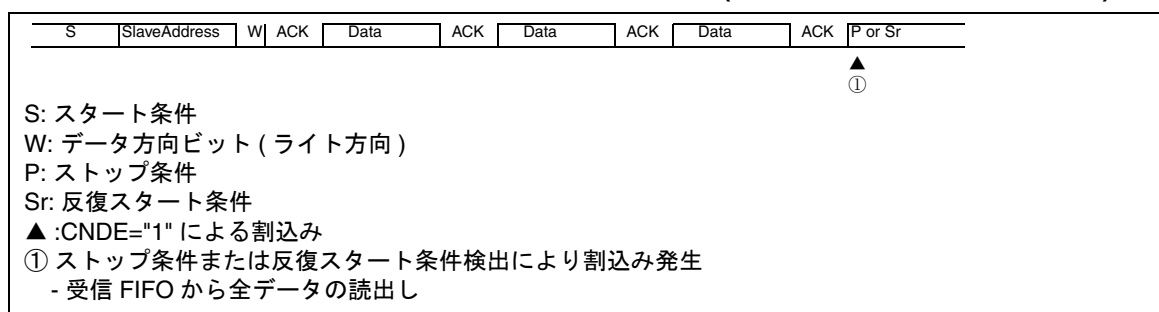 S SlaveAddress W ACK Data ACK Data ACK Data ACK P or Sr
▲
①
S: スタート条件
W: データ方向ビット ( ライト方向 )
P: ストップ条件
Sr: 反復スタート条件
▲ :CNDE="1" による割込み
① ストップ条件または反復スタート条件検出により割込み発生
- 受信 FIFO から全データの読出し